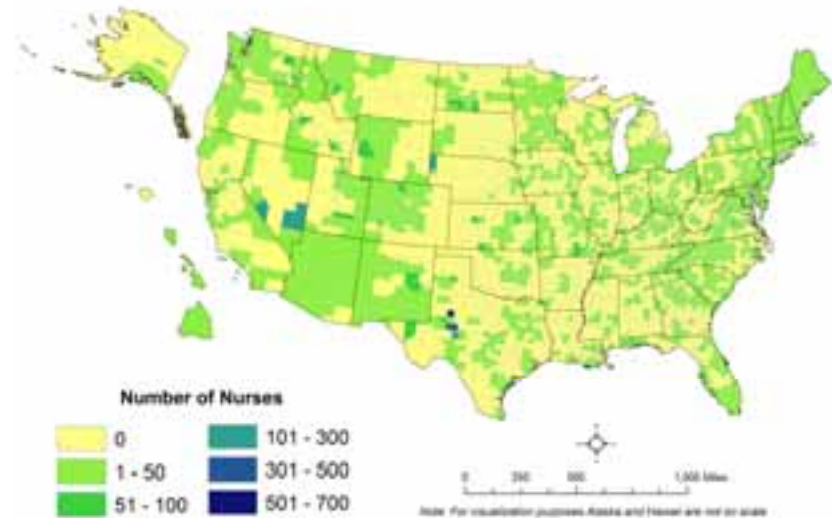 Number of Nurses
0
1 - 50
51 - 100
101 - 300
301 - 500
501 - 700
0 250 500 1,000 Miles
Note: For visualization purposes Alaska and Hawaii are not on scale